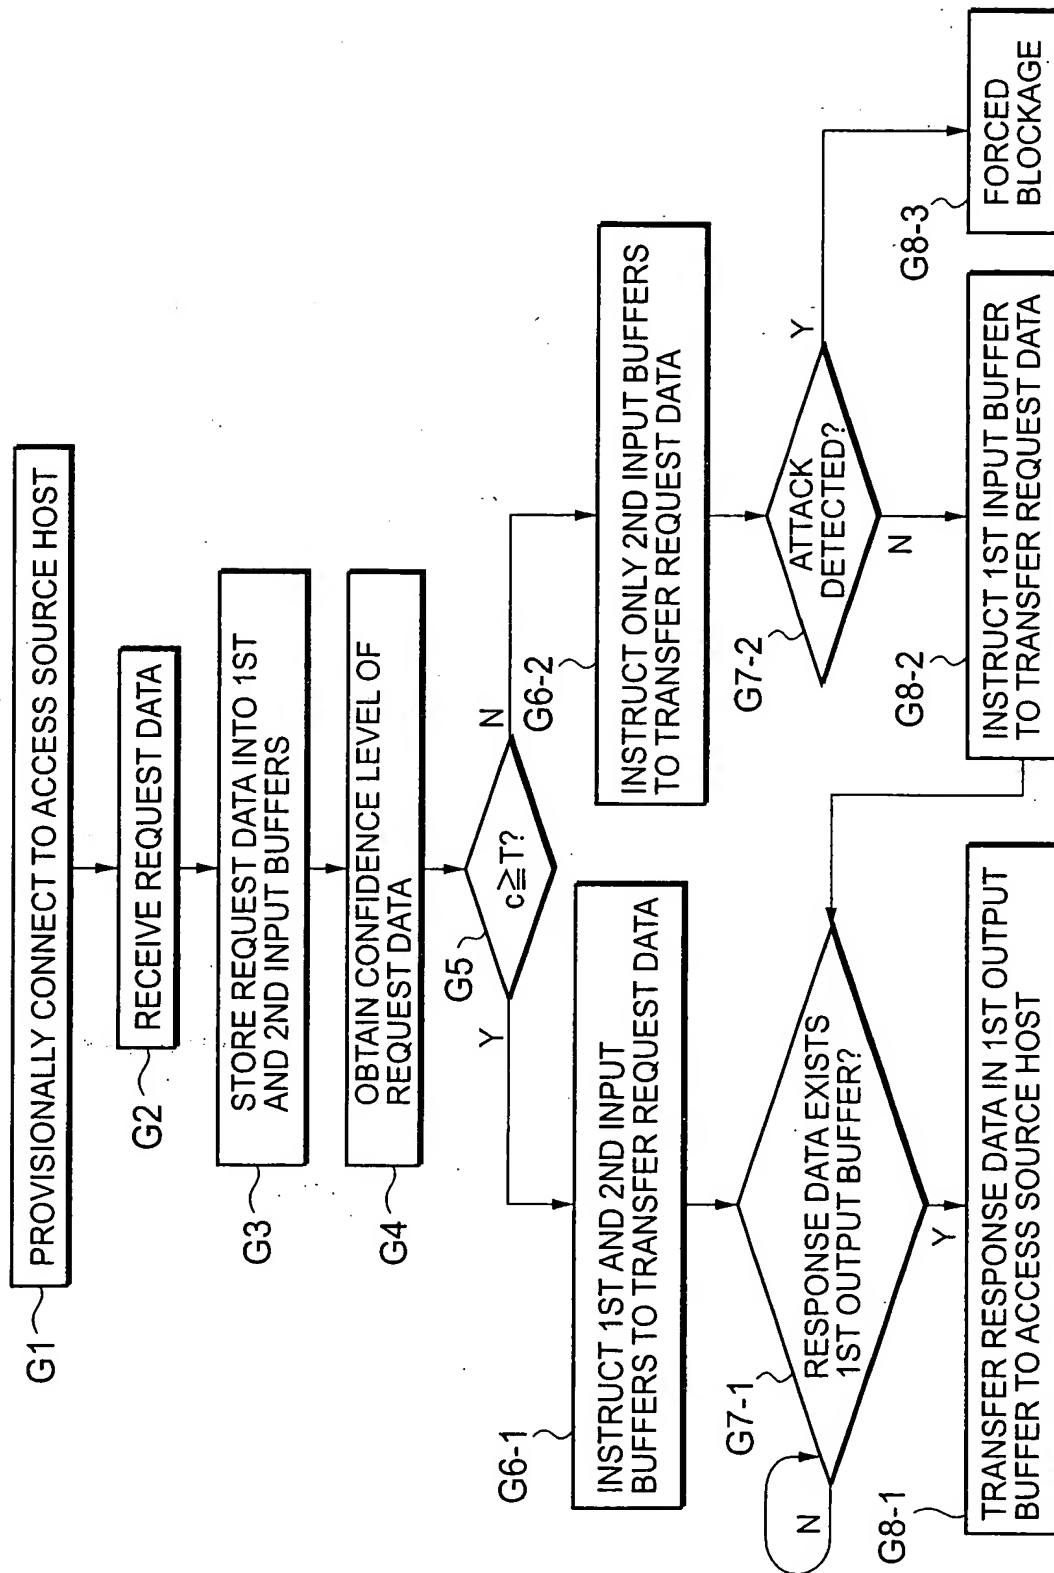 G1
PROVISIONALLY CONNECT TO ACCESS SOURCE HOST
G2
RECEIVE REQUEST DATA
G3
STORE REQUEST DATA INTO 1ST
AND 2ND INPUT BUFFERS
G4
OBTAIN CONFIDENCE LEVEL OF
REQUEST DATA
G5
c≧T?
Y
N
G6-1
INSTRUCT 1ST AND 2ND INPUT
BUFFERS TO TRANSFER REQUEST DATA
G6-2
INSTRUCT ONLY 2ND INPUT BUFFERS
TO TRANSFER REQUEST DATA
G7-1
RESPONSE DATA EXISTS
1ST OUTPUT BUFFER?
N
Y
G7-2
ATTACK
DETECTED?
Y
N
G8-1
TRANSFER RESPONSE DATA IN 1ST OUTPUT
BUFFER TO ACCESS SOURCE HOST
G8-2
INSTRUCT 1ST INPUT BUFFER
TO TRANSFER REQUEST DATA
G8-3
FORCED
BLOCKAGE